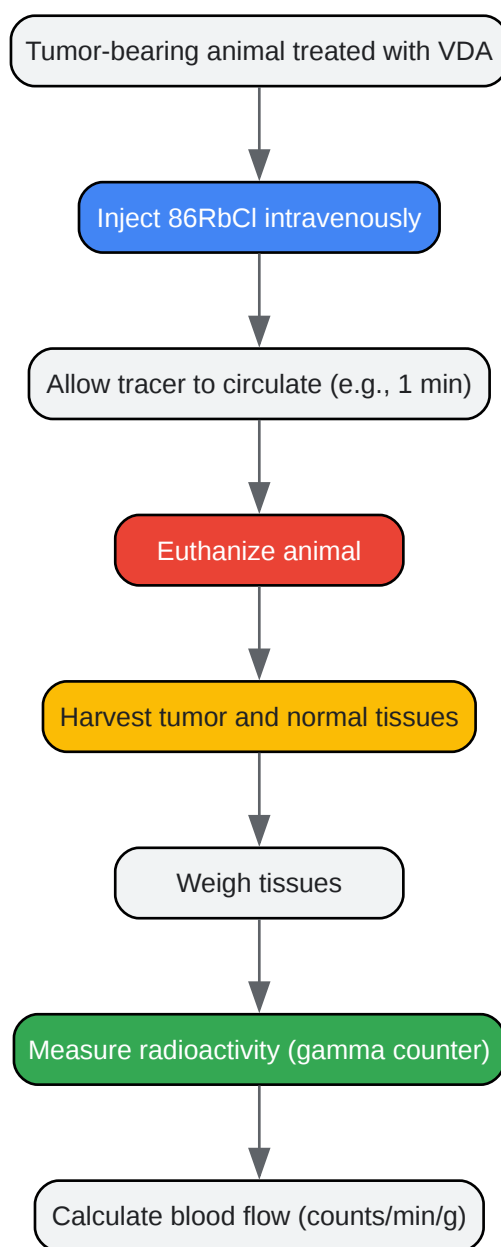 Tumor-bearing animal treated with VDA
Inject 86RbCl intravenously
Allow tracer to circulate (e.g., 1 min)
Euthanize animal
Harvest tumor and normal tissues
Weigh tissues
Measure radioactivity (gamma counter)
Calculate blood flow (counts/min/g)